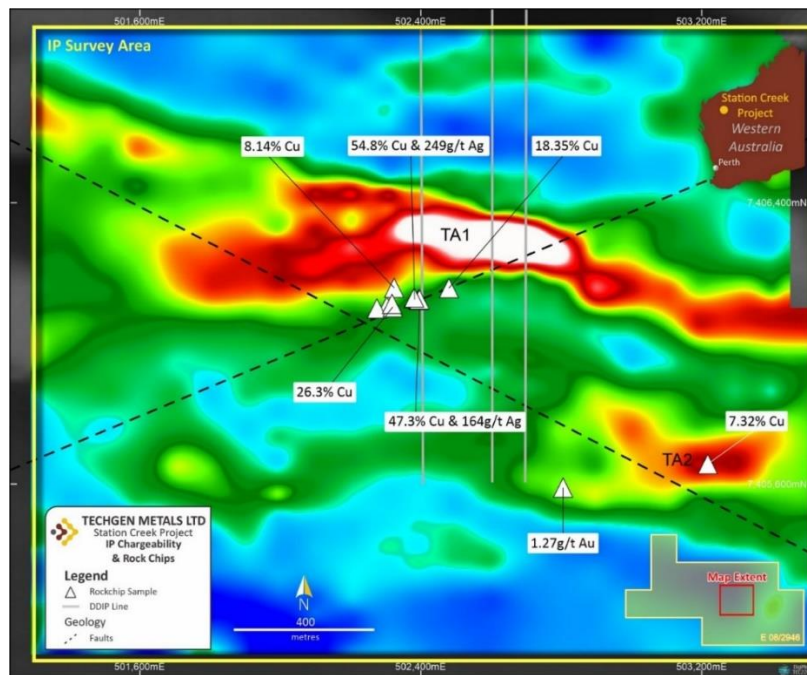 501,600mE
502,400mE
503,200mE
IP Survey Area
Station Creek
Project
Western
Australia
Perth
8.14% Cu
54.8% Cu & 249g/t Ag
18.35% Cu
7,406,400mN
TA1
26.3% Cu
47.3% Cu & 164g/t Ag
7.32% Cu
TA2
7,405,600mN
1.27g/t Au
TECHGEN METALS LTD
Station Creek Project
IP Chargeability
& Rock Chips
Legend
Rockchip Sample
DDIP Line
Geology
Faults
N
400
metres
Map Extent
E 08/2946
501,600mE
502,400mE
503,200mE